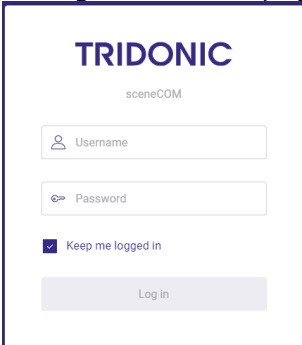 TRIDONIC
sceneCOM
Username
Password
Keep me logged in
Log in